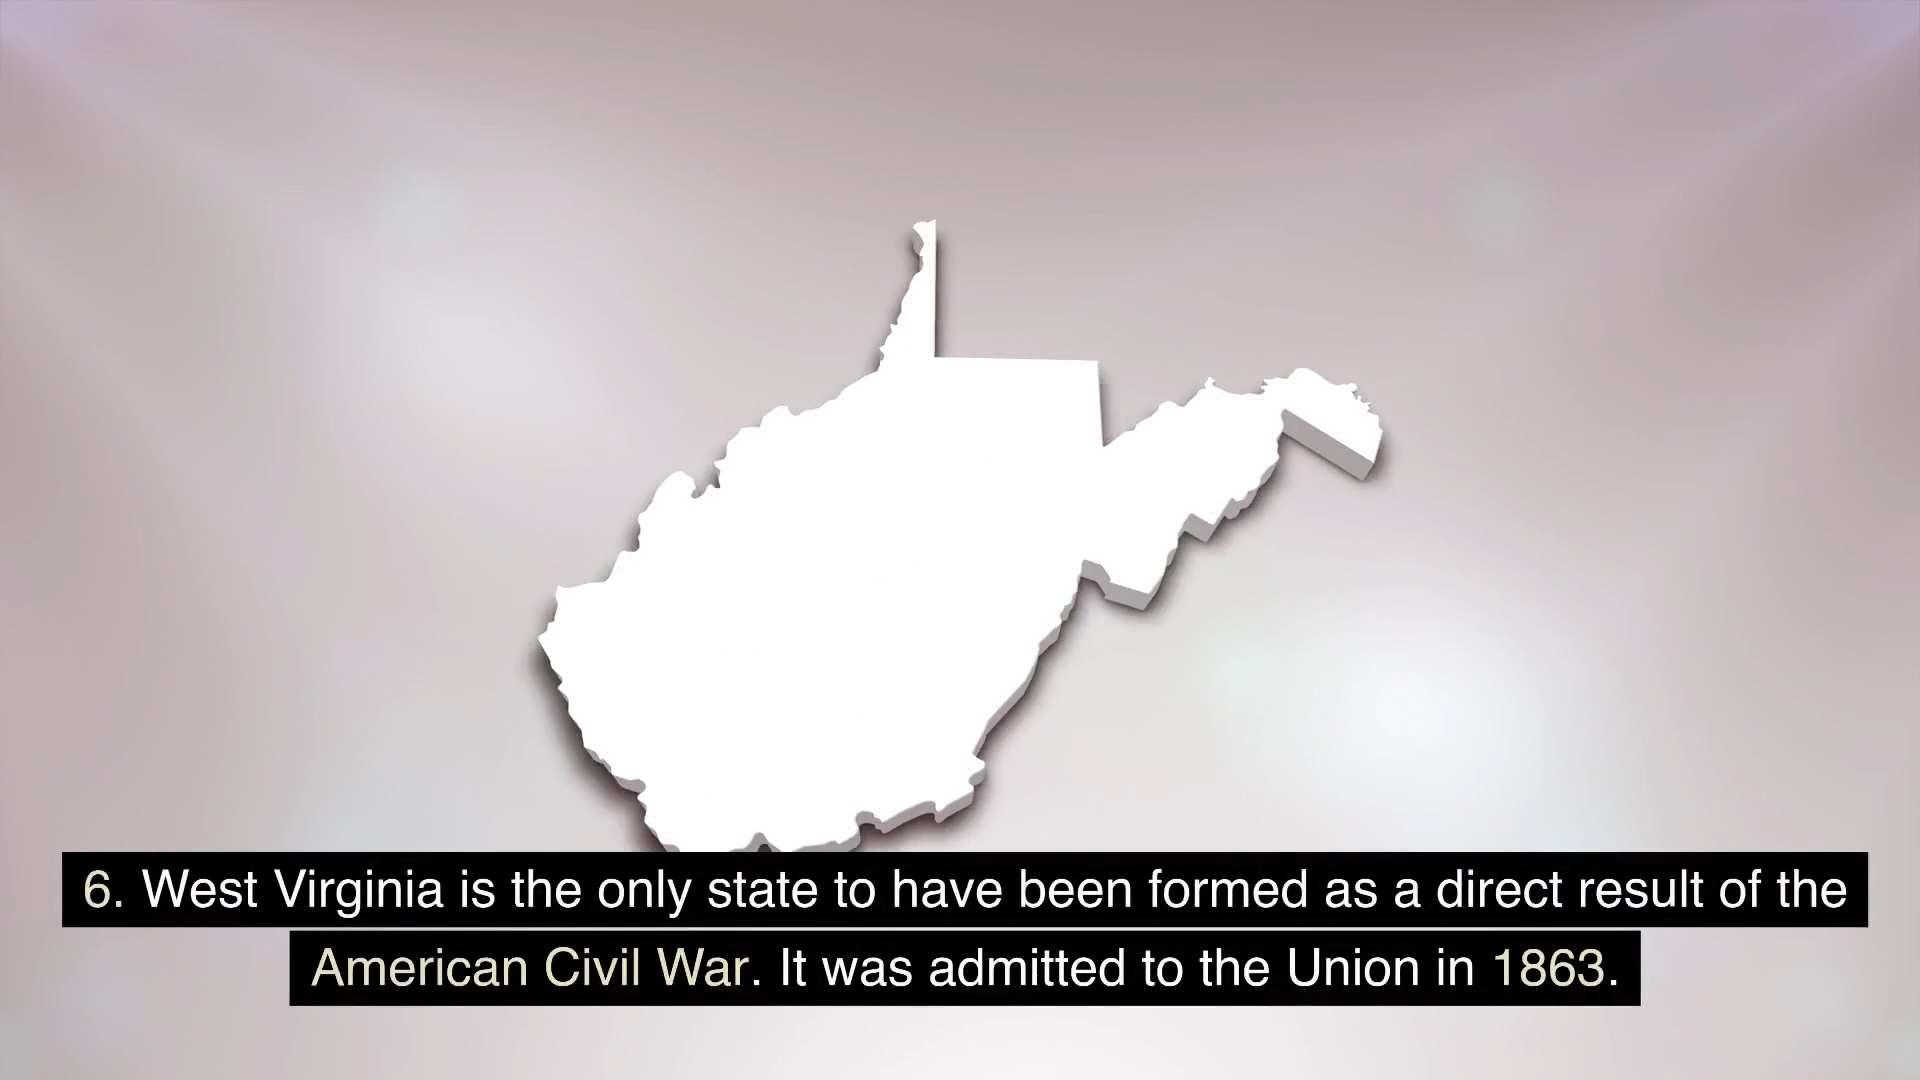 6. West Virginia is the only state to have been formed as a direct result of the
American Civil War. It was admitted to the Union in 1863.